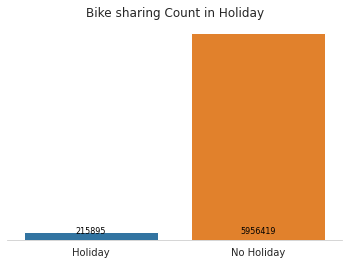 Bike sharing Count in Holiday
215895
5956419
Holiday
No Holiday